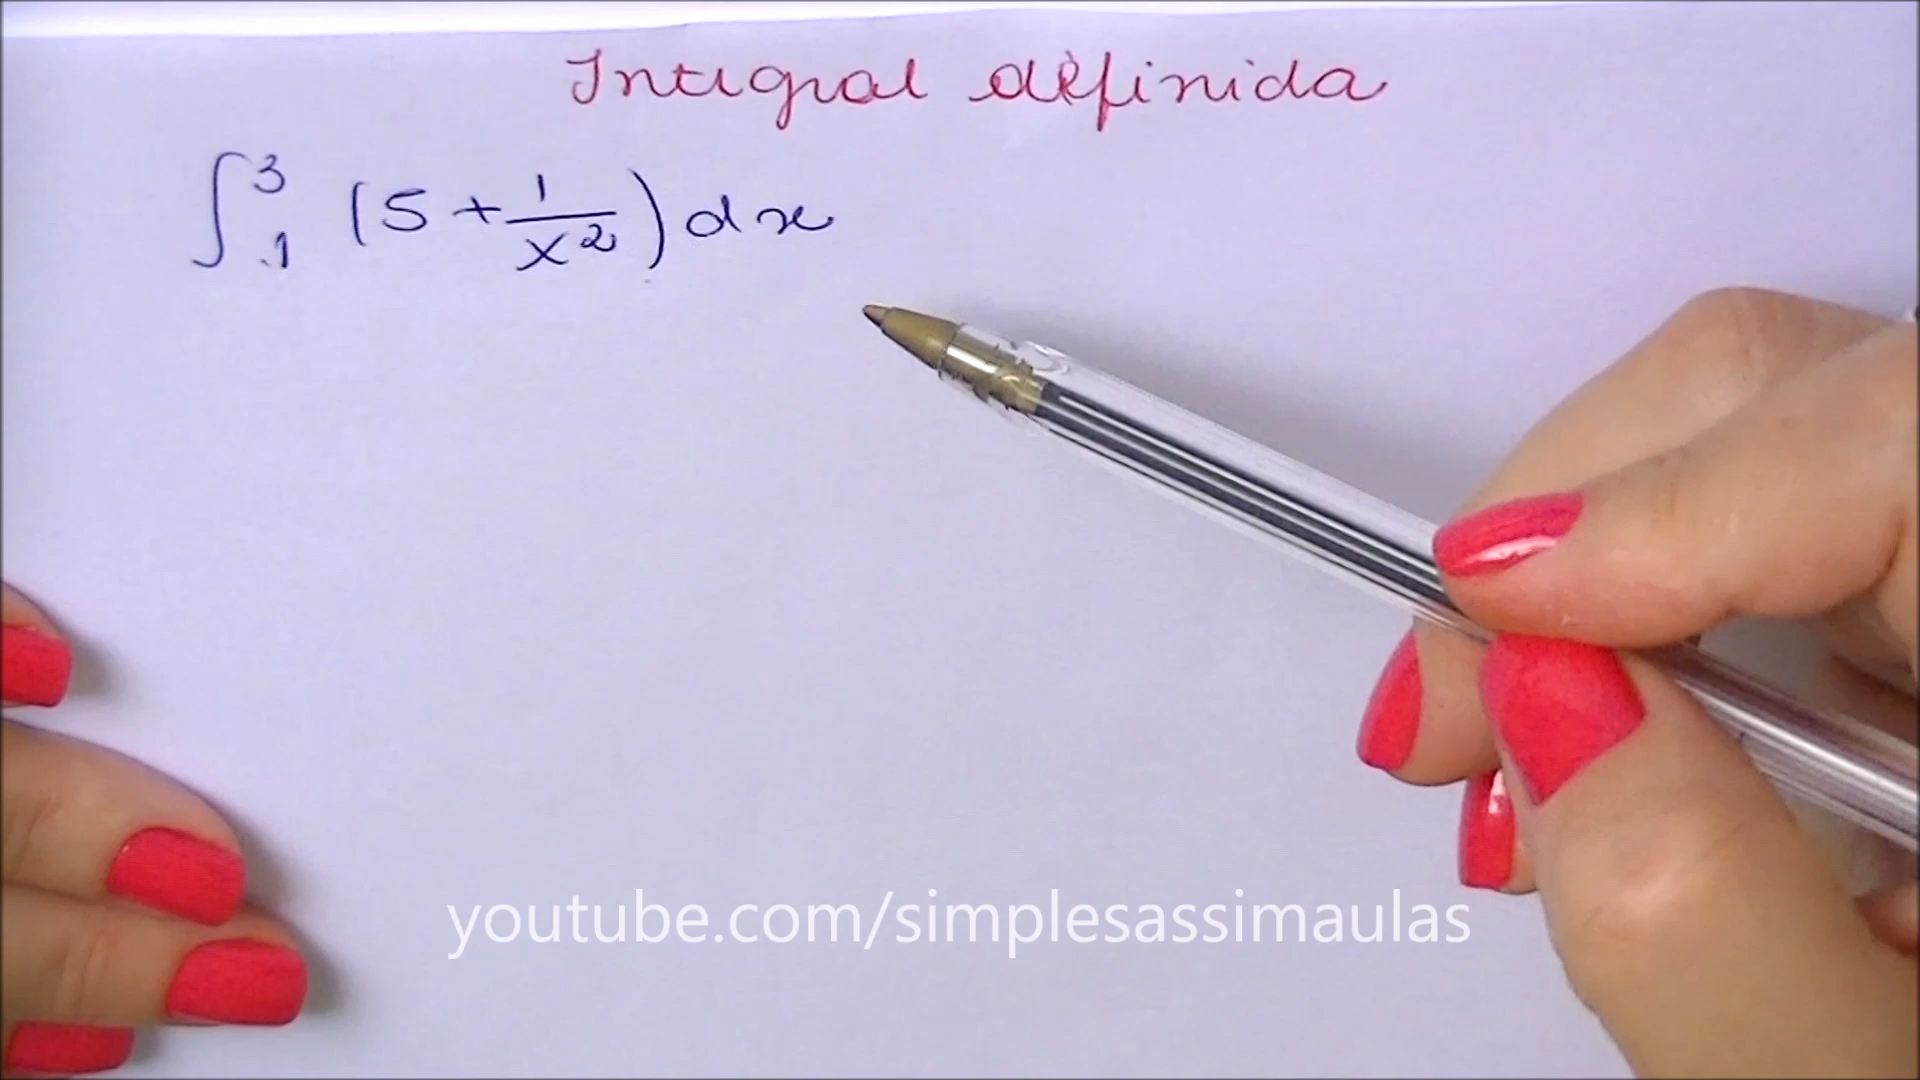 Integral definida
∫₁³ (5 + 1/x²) dx
youtube.com/simplesassimaulas